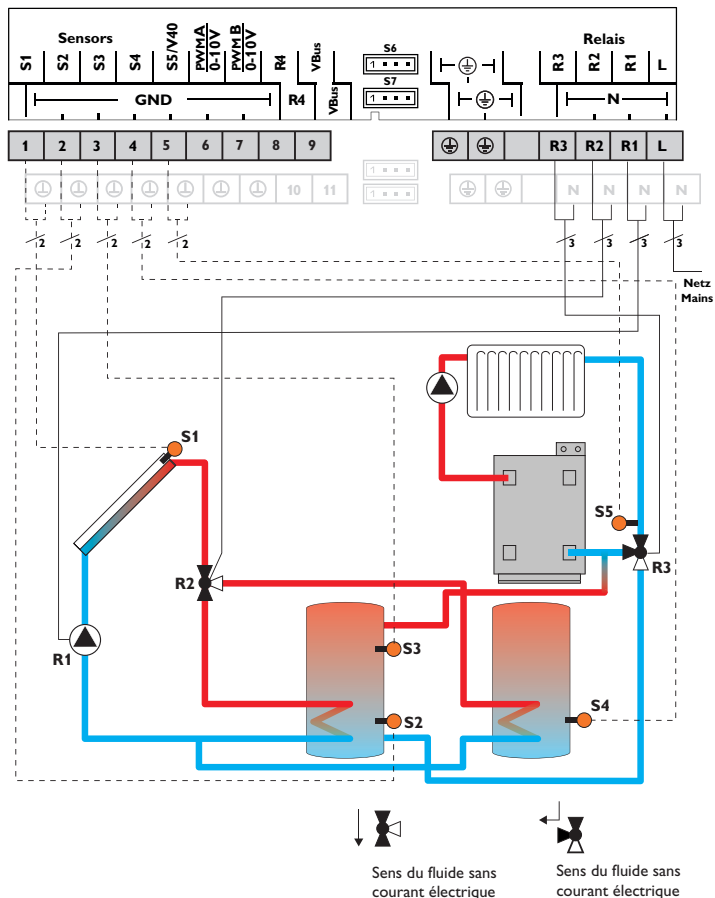 Sensors
Relais
S1
S2
S3
S4
S5/V40
PWM A
0-10V
PWM B
0-10V
R4
VBus
S6
1
S7
1
R3
R2
R1
L
GND
R4
VBus
N
1 2 3 4 5 6 7 8 9
R3 R2 R1 L
10 11
N N N N
2 2 2 2 2
3 3 3 3
Netz
Mains
S1
S5
R2
R3
S3
R1
S2
S4
Sens du fluide sans
courant électrique
Sens du fluide sans
courant électrique